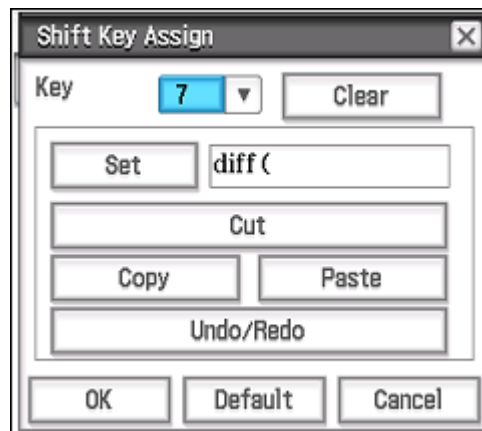 Shift Key Assign
Key 7 Clear
Set diff(
Cut
Copy Paste
Undo/Redo
OK Default Cancel